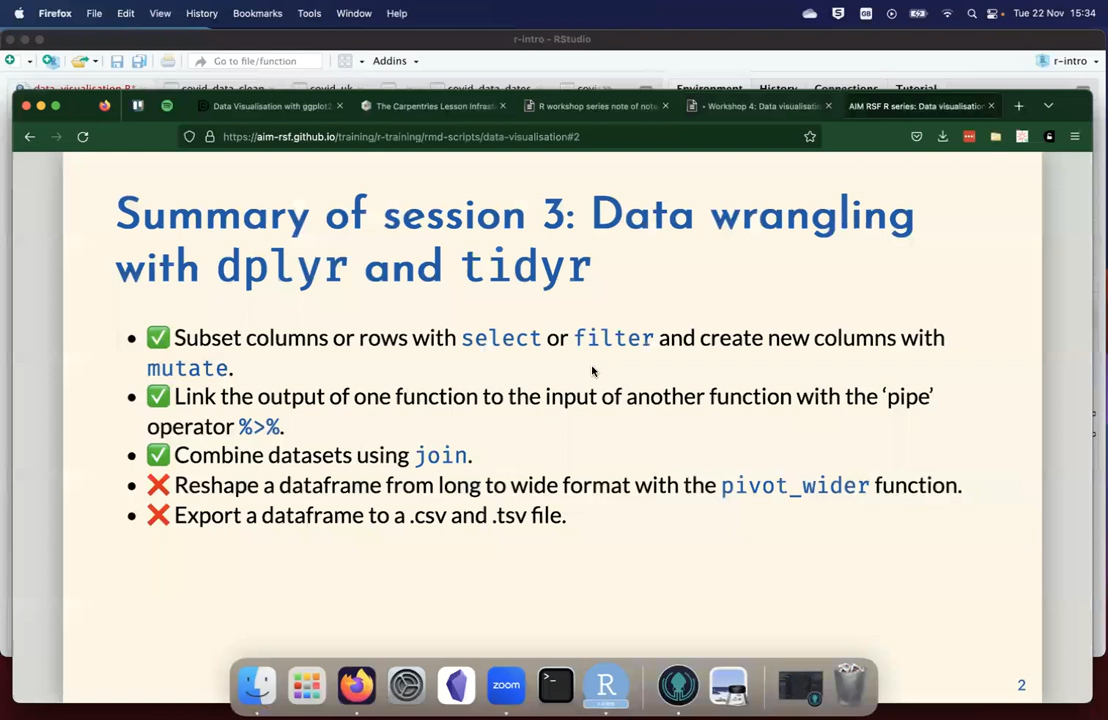 Firefox File Edit View History Bookmarks Tools Window Help Tue 22 Nov 15:34
r-intro - RStudio
Go to file/function Addins r-intro
Data Visualisation with ggplot2 The Carpentries Lesson Infrast R workshop series note of note Workshop 4: Data visualisati AIM RSF R series: Data visualisation
https://aim-rsf.github.io/training/r-training/rmd-scripts/data-visualisation#2
Summary of session 3: Data wrangling
with dplyr and tidyr
• ✅ Subset columns or rows with select or filter and create new columns with
mutate.
• ✅ Link the output of one function to the input of another function with the ‘pipe’
operator %>%.
• ✅ Combine datasets using join.
• ❌ Reshape a dataframe from long to wide format with the pivot_wider function.
• ❌ Export a dataframe to a .csv and .tsv file.
zoom
2